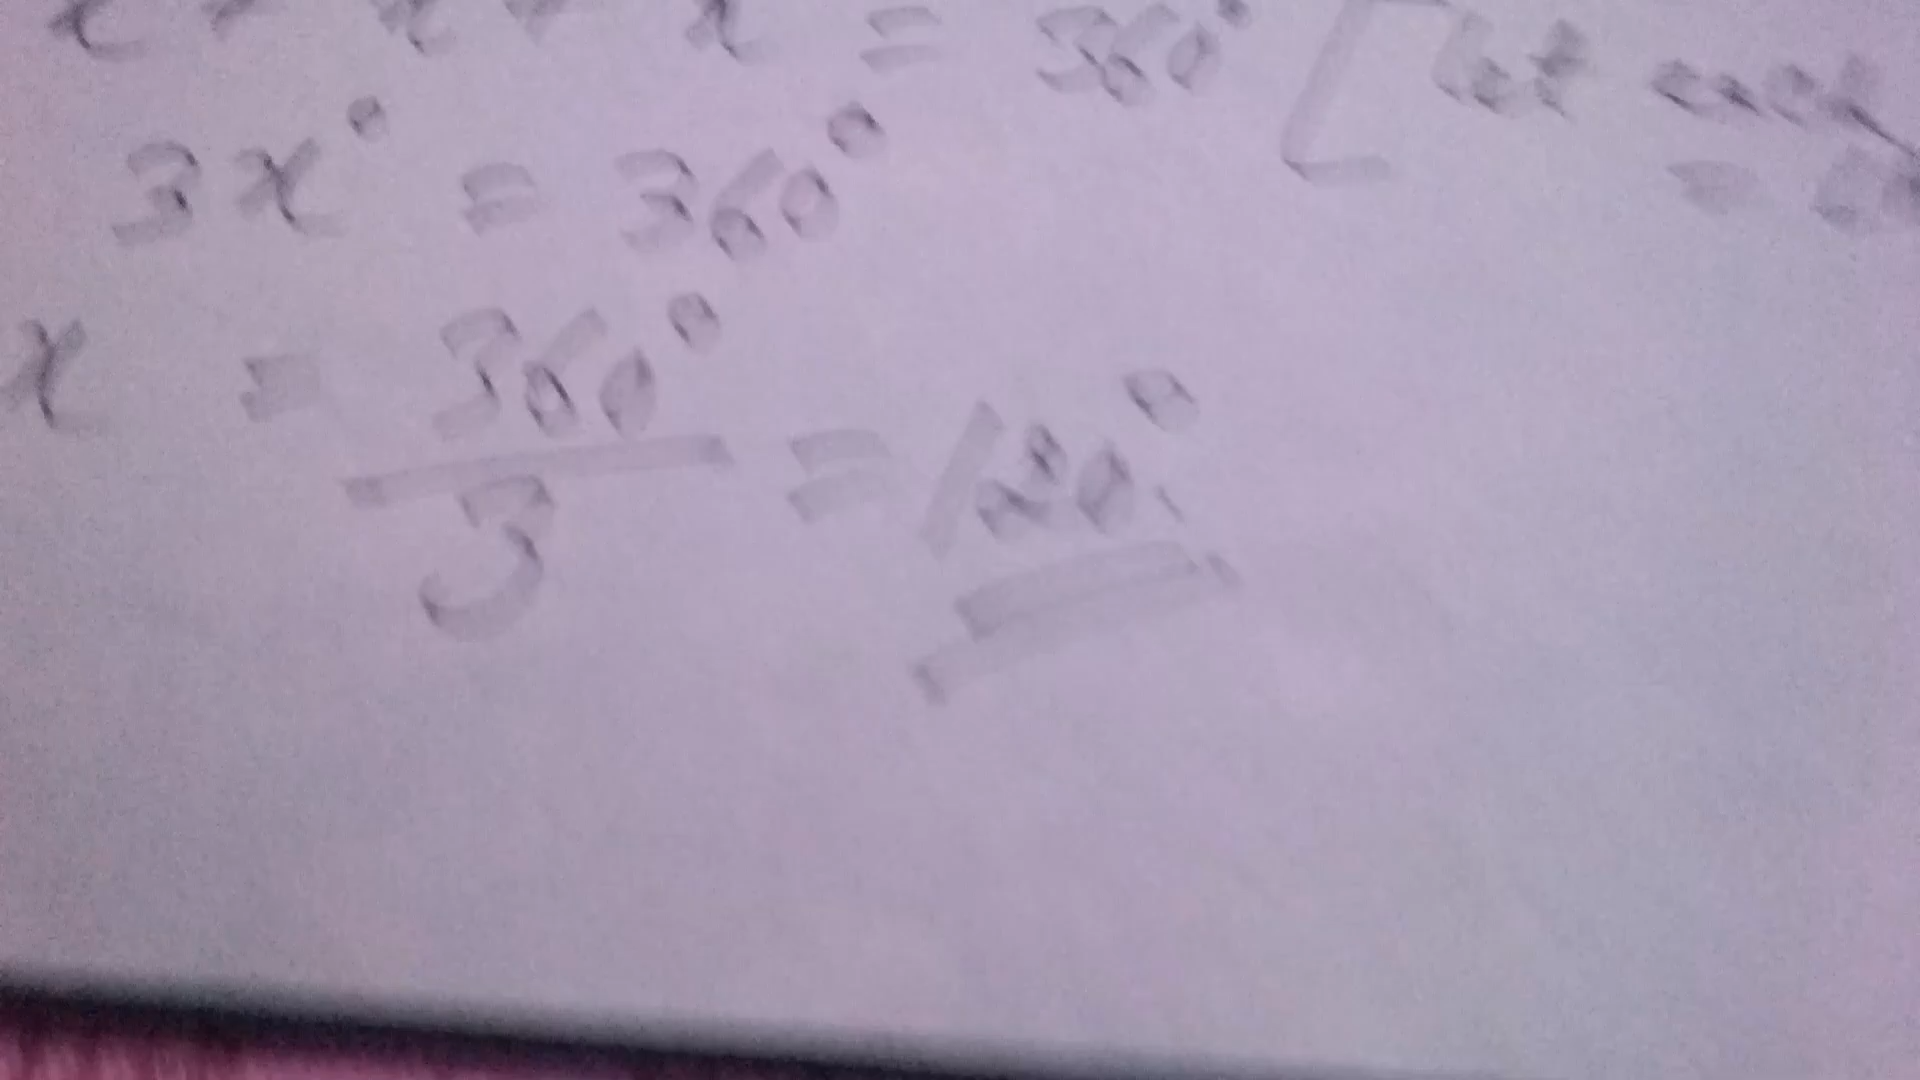 x + x + x = 360° [let each
3x° = 360°
x = 360°/3 = 120°